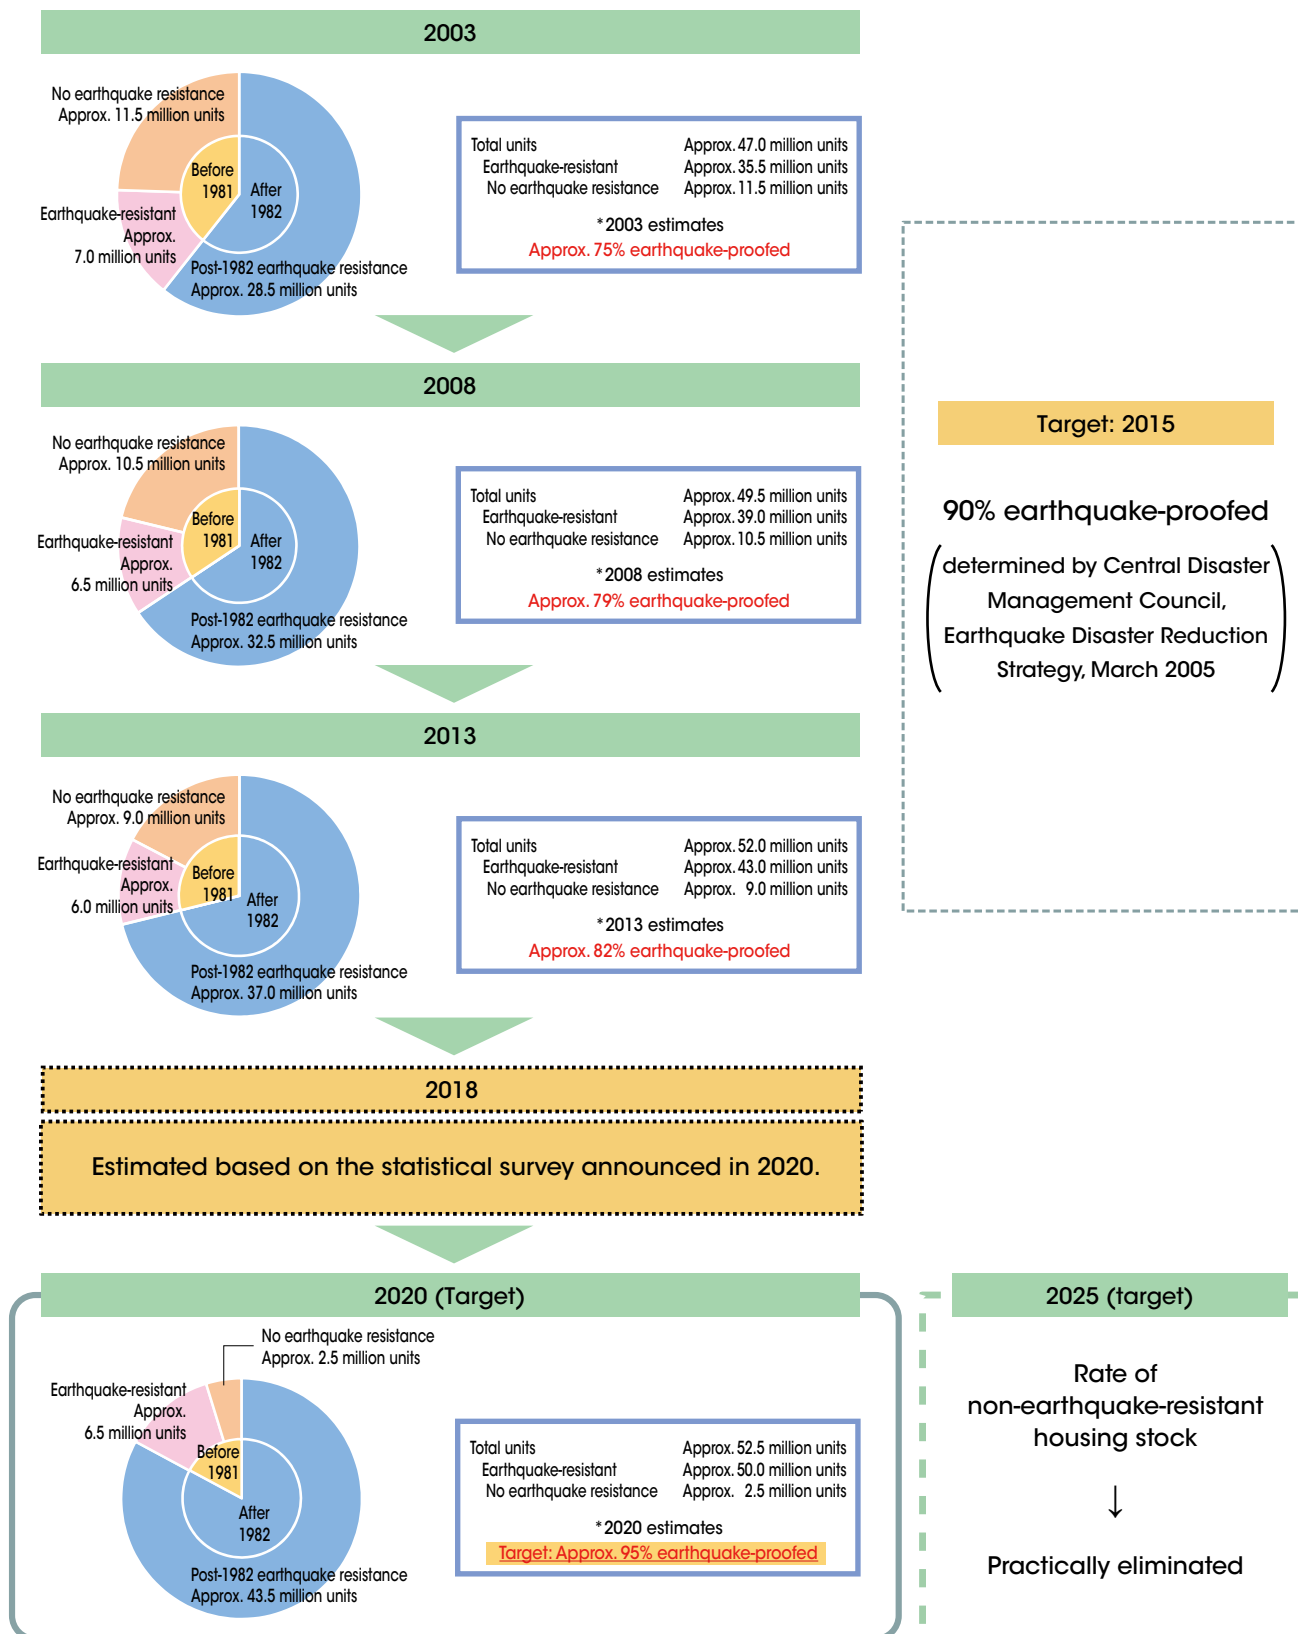 2003
No earthquake resistance
Approx. 11.5 million units
Before
1981
After
1982
Earthquake-resistant
Approx.
7.0 million units
Post-1982 earthquake resistance
Approx. 28.5 million units
Total units Approx. 47.0 million units
Earthquake-resistant Approx. 35.5 million units
No earthquake resistance Approx. 11.5 million units
*2003 estimates
Approx. 75% earthquake-proofed
2008
No earthquake resistance
Approx. 10.5 million units
Before
1981
After
1982
Earthquake-resistant
Approx.
6.5 million units
Post-1982 earthquake resistance
Approx. 32.5 million units
Total units Approx. 49.5 million units
Earthquake-resistant Approx. 39.0 million units
No earthquake resistance Approx. 10.5 million units
*2008 estimates
Approx. 79% earthquake-proofed
Target: 2015
90% earthquake-proofed
(determined by Central Disaster
Management Council,
Earthquake Disaster Reduction
Strategy, March 2005)
2013
No earthquake resistance
Approx. 9.0 million units
Earthquake-resistant
Approx.
6.0 million units
Before
1981
After
1982
Post-1982 earthquake resistance
Approx. 37.0 million units
Total units Approx. 52.0 million units
Earthquake-resistant Approx. 43.0 million units
No earthquake resistance Approx. 9.0 million units
*2013 estimates
Approx. 82% earthquake-proofed
2018
Estimated based on the statistical survey announced in 2020.
2020 (Target)
No earthquake resistance
Approx. 2.5 million units
Earthquake-resistant
Approx.
6.5 million units
Before
1981
After
1982
Post-1982 earthquake resistance
Approx. 43.5 million units
Total units Approx. 52.5 million units
Earthquake-resistant Approx. 50.0 million units
No earthquake resistance Approx. 2.5 million units
*2020 estimates
Target: Approx. 95% earthquake-proofed
2025 (target)
Rate of
non-earthquake-resistant
housing stock
↓
Practically eliminated